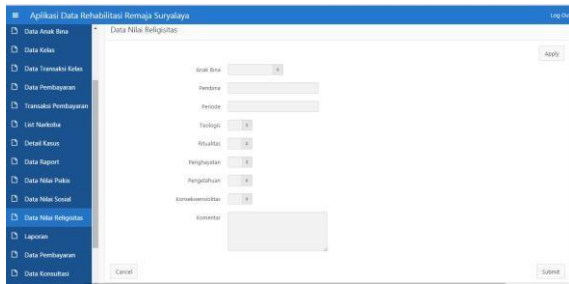 Aplikasi Data Rehabilitasi Remaja Suryalaya
Log Ou
Data Anak Bina
Data Kelas
Data Transaksi Kelas
Data Pembayaran
Transaksi Pembayaran
List Narkoba
Detail Kasus
Data Raport
Data Nilai Psikis
Data Nilai Sosial
Data Nilai Religisitas
Laporan
Data Pembayaran
Data Konsultasi
Data Nilai Religisitas
Apply
Anak Bina
Pembina
Periode
Teologis
Ritualitas
Penghayatan
Pengetahuan
Komentar
Cancel
Submit